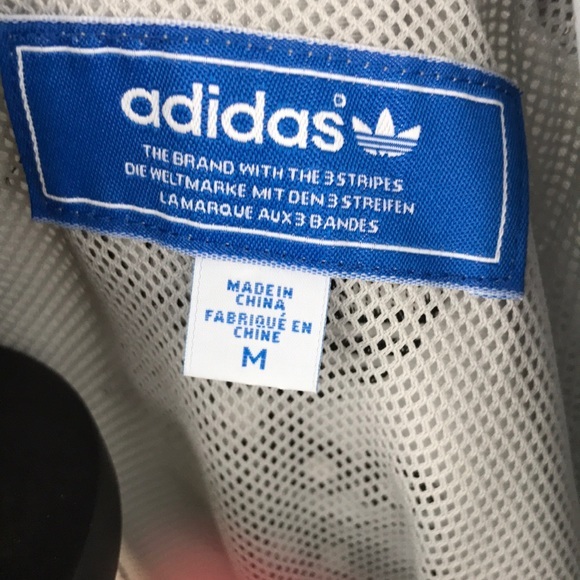 adidas
THE BRAND WITH THE 3 STRIPES
DIE WELTMARKE MIT DEN 3 STREIFEN
LA MARQUE AUX 3 BANDES
MADE IN
CHINA
FABRIQUÉ EN
CHINE
M